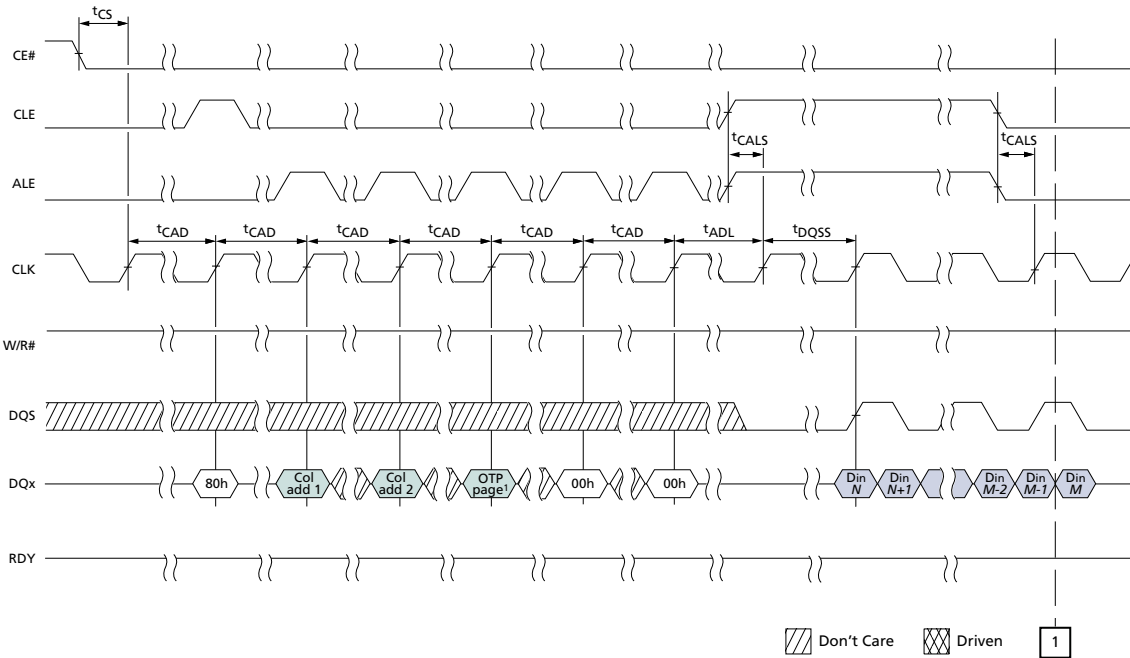 tCS
CE#
CLE
tCALS tCALS
ALE
tCAD tCAD tCAD tCAD tCAD tCAD tADL tDQSS
CLK
W/R#
DQS
DQx
80h
Col add 1
Col add 2
OTP page1
00h
00h
Din N
Din N+1
Din M-2
Din M-1
Din M
RDY
Don't Care Driven 1